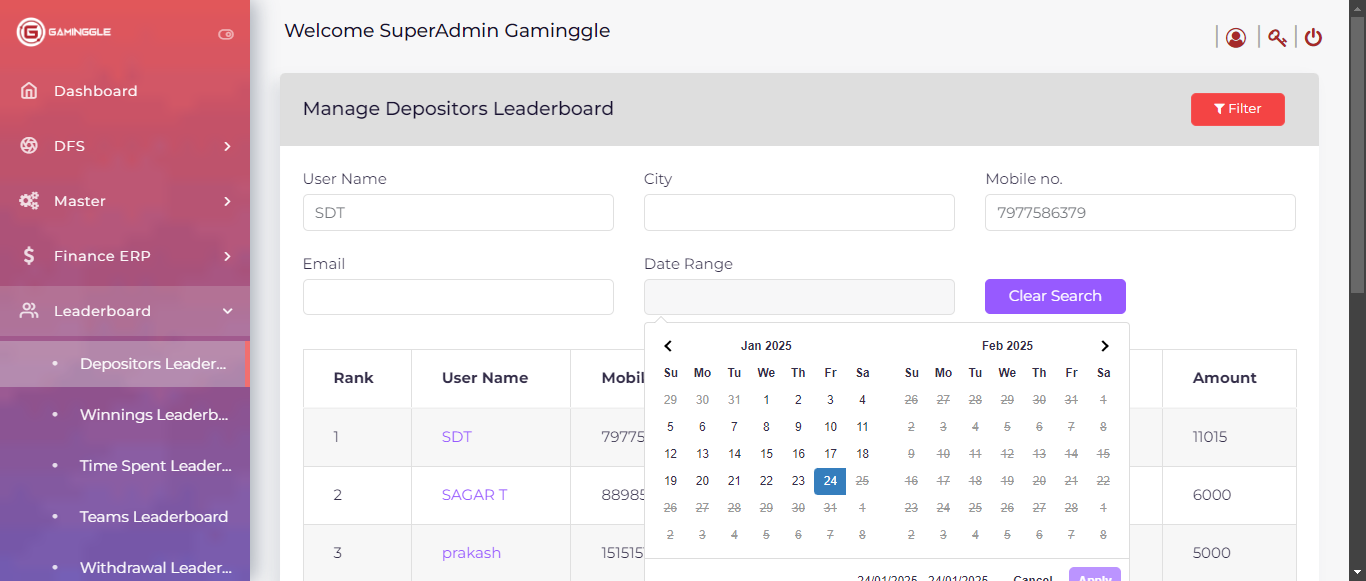 GAMINGGLE
Welcome SuperAdmin Gaminggle
Dashboard
DFS
Master
Finance ERP
Leaderboard
Depositors Leader...
Winnings Leaderb...
Time Spent Leader...
Teams Leaderboard
Withdrawal Leader...
Manage Depositors Leaderboard
Filter
User Name City Mobile no.
SDT 7977586379
Email Date Range
Clear Search
Rank User Name Mobil Amount
1 SDT 79775 11015
2 SAGAR T 88985 6000
3 prakash 151515 5000
Jan 2025
Su Mo Tu We Th Fr Sa
29 30 31 1 2 3 4
5 6 7 8 9 10 11
12 13 14 15 16 17 18
19 20 21 22 23 24 25
26 27 28 29 30 31 1
2 3 4 5 6 7 8
Feb 2025
Su Mo Tu We Th Fr Sa
26 27 28 29 30 31 1
2 3 4 5 6 7 8
9 10 11 12 13 14 15
16 17 18 19 20 21 22
23 24 25 26 27 28 1
2 3 4 5 6 7 8
24/01/2025 - 24/01/2025 Cancel Apply